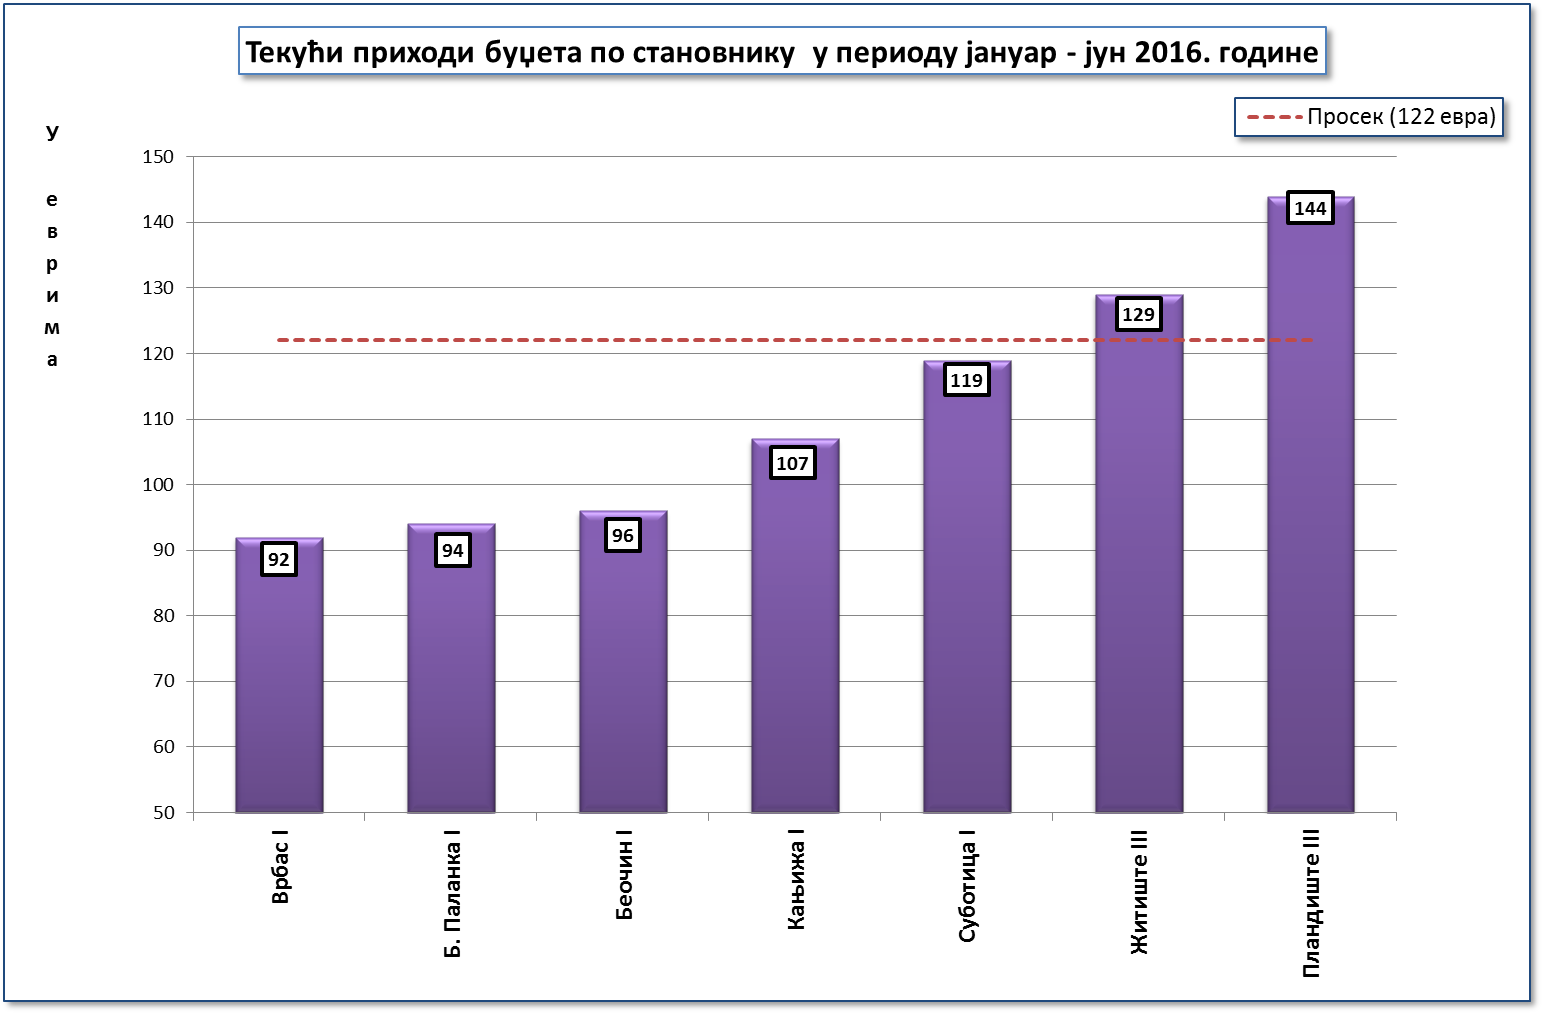 Текући приходи буџета по становнику  у периоду јануар - јун 2016. године
Просек (122 евра)
У евр има
150
140
130
120
110
100
90
80
70
60
50
92
94
96
107
119
129
144
Врбас I
Б. Паланка I
Беочин I
Кањижа I
Суботица I
Житиште III
Пландиште III